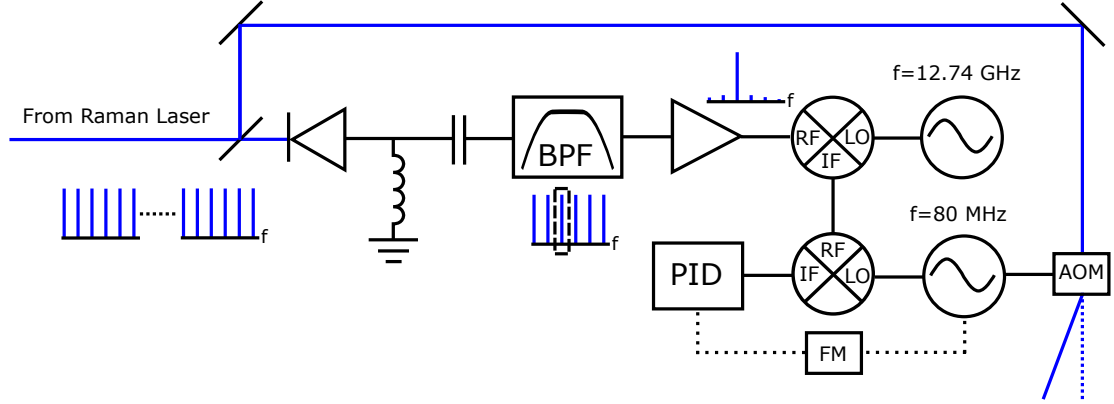 f=12.74 GHz
From Raman Laser
f
RF
LO
IF
BPF
f
f
f=80 MHz
RF
IF
LO
PID
AOM
FM